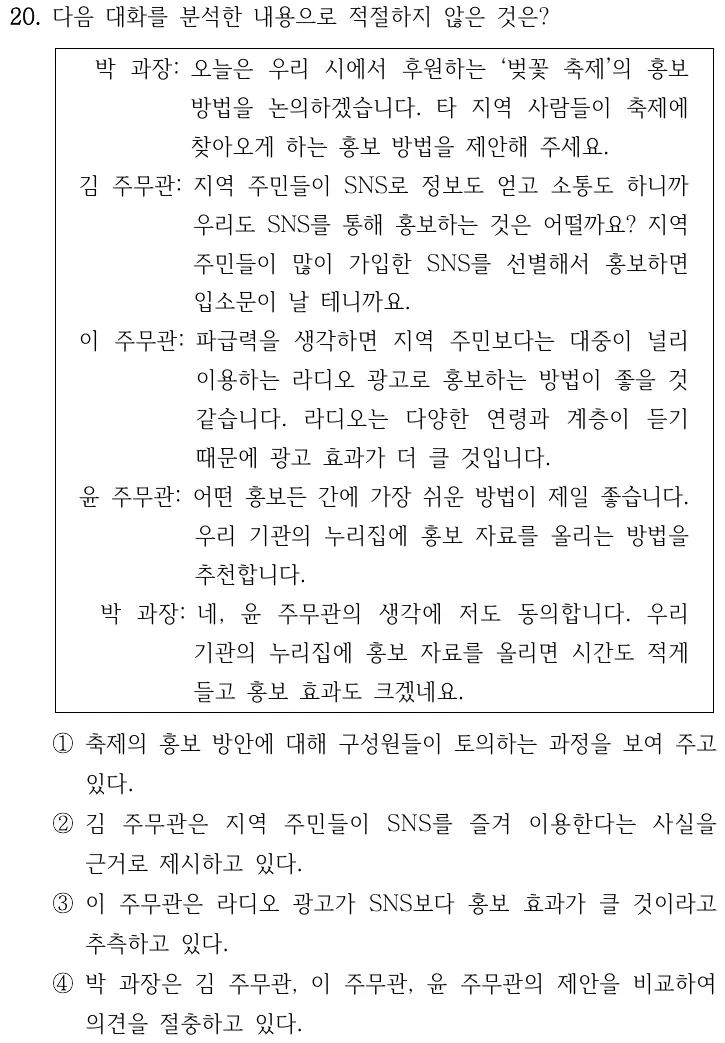 20. 다음 대화를 분석한 내용으로 적절하지 않은 것은?
박 과장: 오늘은 우리 시에서 후원하는 ‘벚꽃 축제’의 홍보
방법을 논의하겠습니다. 타 지역 사람들이 축제에
찾아오게 하는 홍보 방법을 제안해 주세요.
김 주무관: 지역 주민들이 SNS로 정보도 얻고 소통도 하니까
우리도 SNS를 통해 홍보하는 것은 어떨까요? 지역
주민들이 많이 가입한 SNS를 선별해서 홍보하면
입소문이 날 테니까요.
이 주무관: 파급력을 생각하면 지역 주민보다는 대중이 널리
이용하는 라디오 광고로 홍보하는 방법이 좋을 것
같습니다. 라디오는 다양한 연령과 계층이 듣기
때문에 광고 효과가 더 클 것입니다.
윤 주무관: 어떤 홍보든 간에 가장 쉬운 방법이 제일 좋습니다.
우리 기관의 누리집에 홍보 자료를 올리는 방법을
추천합니다.
박 과장: 네, 윤 주무관의 생각에 저도 동의합니다. 우리
기관의 누리집에 홍보 자료를 올리면 시간도 적게
들고 홍보 효과도 크겠네요.
① 축제의 홍보 방안에 대해 구성원들이 토의하는 과정을 보여 주고
있다.
② 김 주무관은 지역 주민들이 SNS를 즐겨 이용한다는 사실을
근거로 제시하고 있다.
③ 이 주무관은 라디오 광고가 SNS보다 홍보 효과가 클 것이라고
추측하고 있다.
④ 박 과장은 김 주무관, 이 주무관, 윤 주무관의 제안을 비교하여
의견을 절충하고 있다.